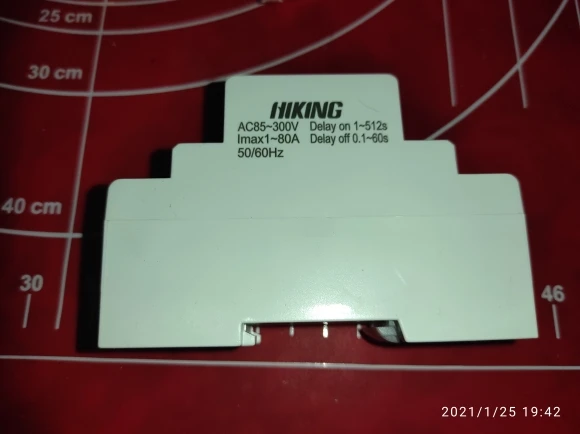 25 cm
30 cm
HIKING
AC85~300V Delay on 1~512s
Imax1~80A Delay off 0.1~60s
50/60Hz
40 cm
30
46
2021/1/25 19:42